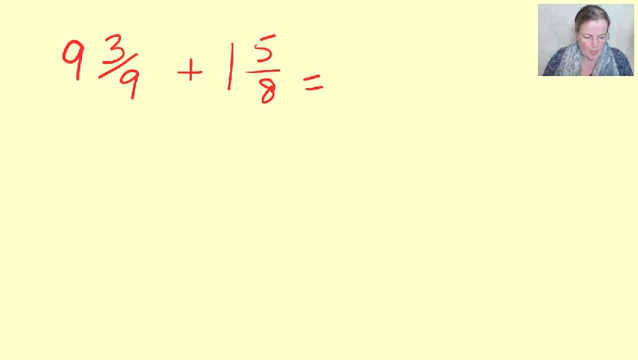 9 3/9 + 1 5/8 =